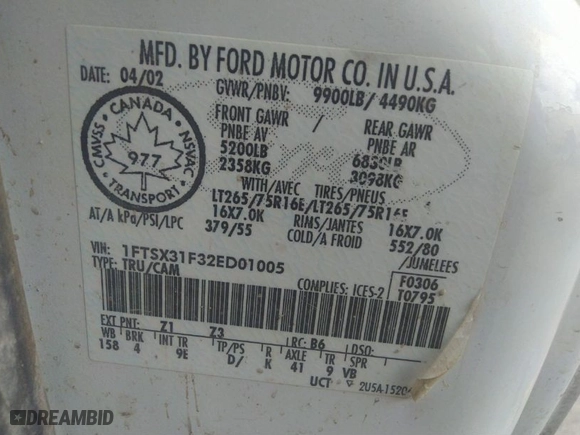 MFD. BY FORD MOTOR CO. IN U.S.A.
DATE: 04/02
GVWR/PNBV: 9900LB/ 4490KG
FRONT GAWR / REAR GAWR
PNBE AV PNBE AR
5200LB 6830LB
2358KG 3098KG
CANADA
CMVSS NSVAC
977
TRANSPORT
WITH/AVEC TIRES/PNEUS
LT265/75R16E/LT265/75R16E
16X7.0K RIMS/JANTES 16X7.0K
AT/A kPa/PSI/LPC 379/55 COLD/A FROID 552/80
/JUMELEES
VIN: 1FTSX31F32ED01005
TYPE: TRU/CAM
COMPLIES: ICES-2
F0306
T0795
EXT PNT: Z1 Z3 RC: B6 DSO:
WB BRK INT TR TP/PS R AXLE TR SPR
158 4 9E D/ K 41 9 VB
UCT 2U5A-1520
DREAMBID